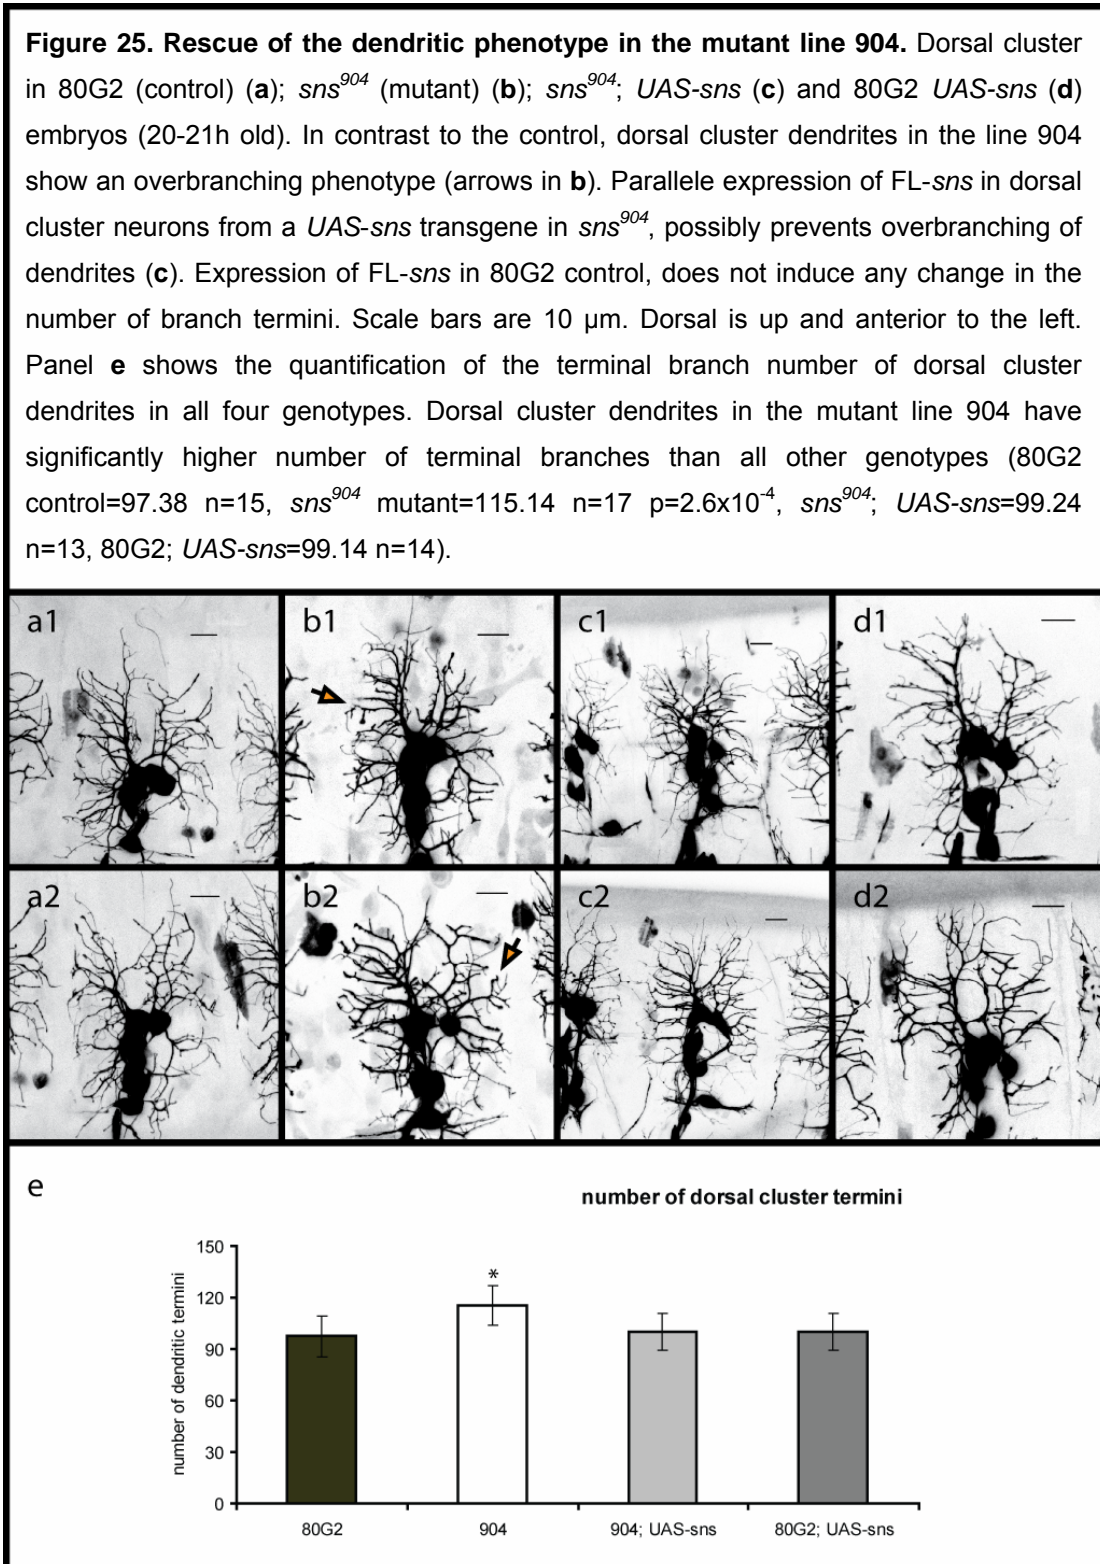 Figure 25. Rescue of the dendritic phenotype in the mutant line 904. Dorsal cluster
in 80G2 (control) (a); sns904 (mutant) (b); sns904; UAS-sns (c) and 80G2 UAS-sns (d)
embryos (20-21h old). In contrast to the control, dorsal cluster dendrites in the line 904
show an overbranching phenotype (arrows in b). Parallele expression of FL-sns in dorsal
cluster neurons from a UAS-sns transgene in sns904, possibly prevents overbranching of
dendrites (c). Expression of FL-sns in 80G2 control, does not induce any change in the
number of branch termini. Scale bars are 10 µm. Dorsal is up and anterior to the left.
Panel e shows the quantification of the terminal branch number of dorsal cluster
dendrites in all four genotypes. Dorsal cluster dendrites in the mutant line 904 have
significantly higher number of terminal branches than all other genotypes (80G2
control=97.38 n=15, sns904 mutant=115.14 n=17 p=2.6x10-4, sns904; UAS-sns=99.24
n=13, 80G2; UAS-sns=99.14 n=14).
a1
b1
c1
d1
a2
b2
c2
d2
e
number of dorsal cluster termini
number of dendritic termini
150
120
90
60
30
0
*
80G2
904
904; UAS-sns
80G2; UAS-sns